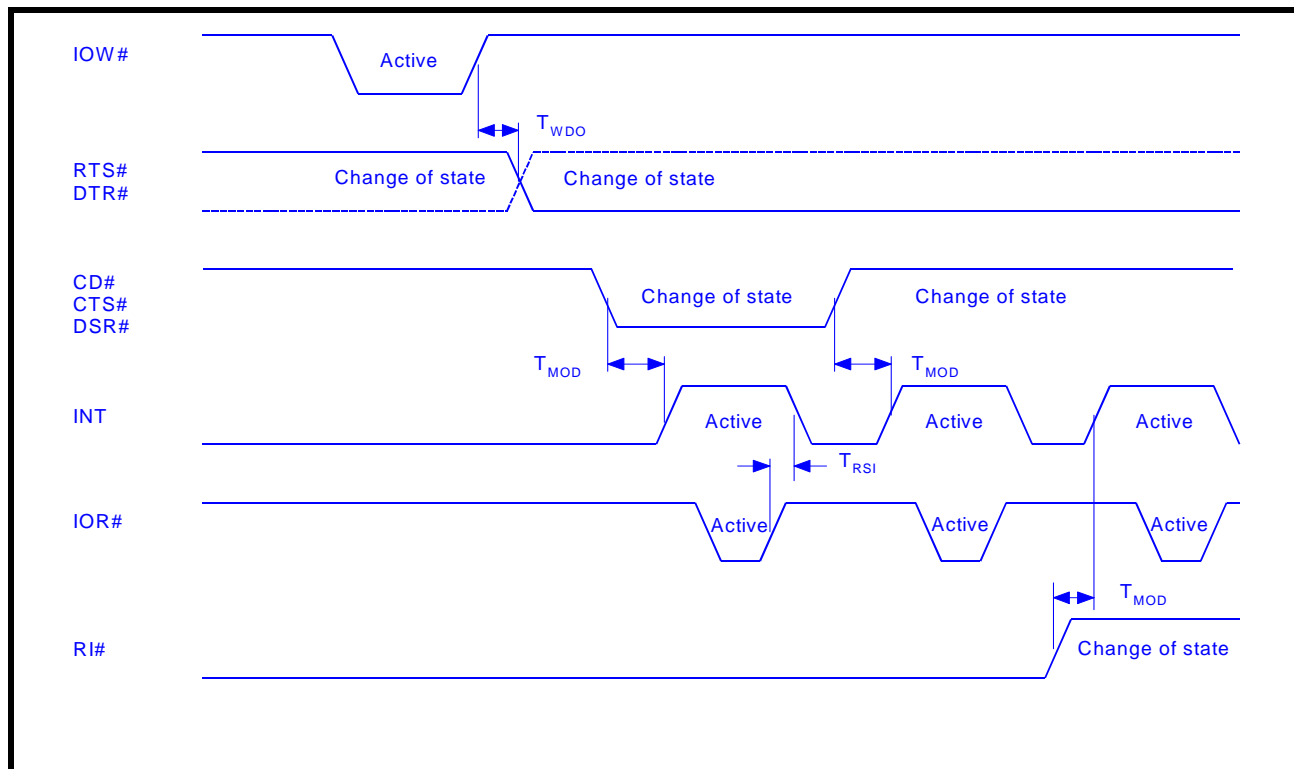 IOW#
Active
TWDO
RTS#
DTR#
Change of state Change of state
CD#
CTS#
DSR#
Change of state Change of state
TMOD TMOD
INT
Active Active Active
TRSI
IOR#
Active Active Active
TMOD
RI#
Change of state